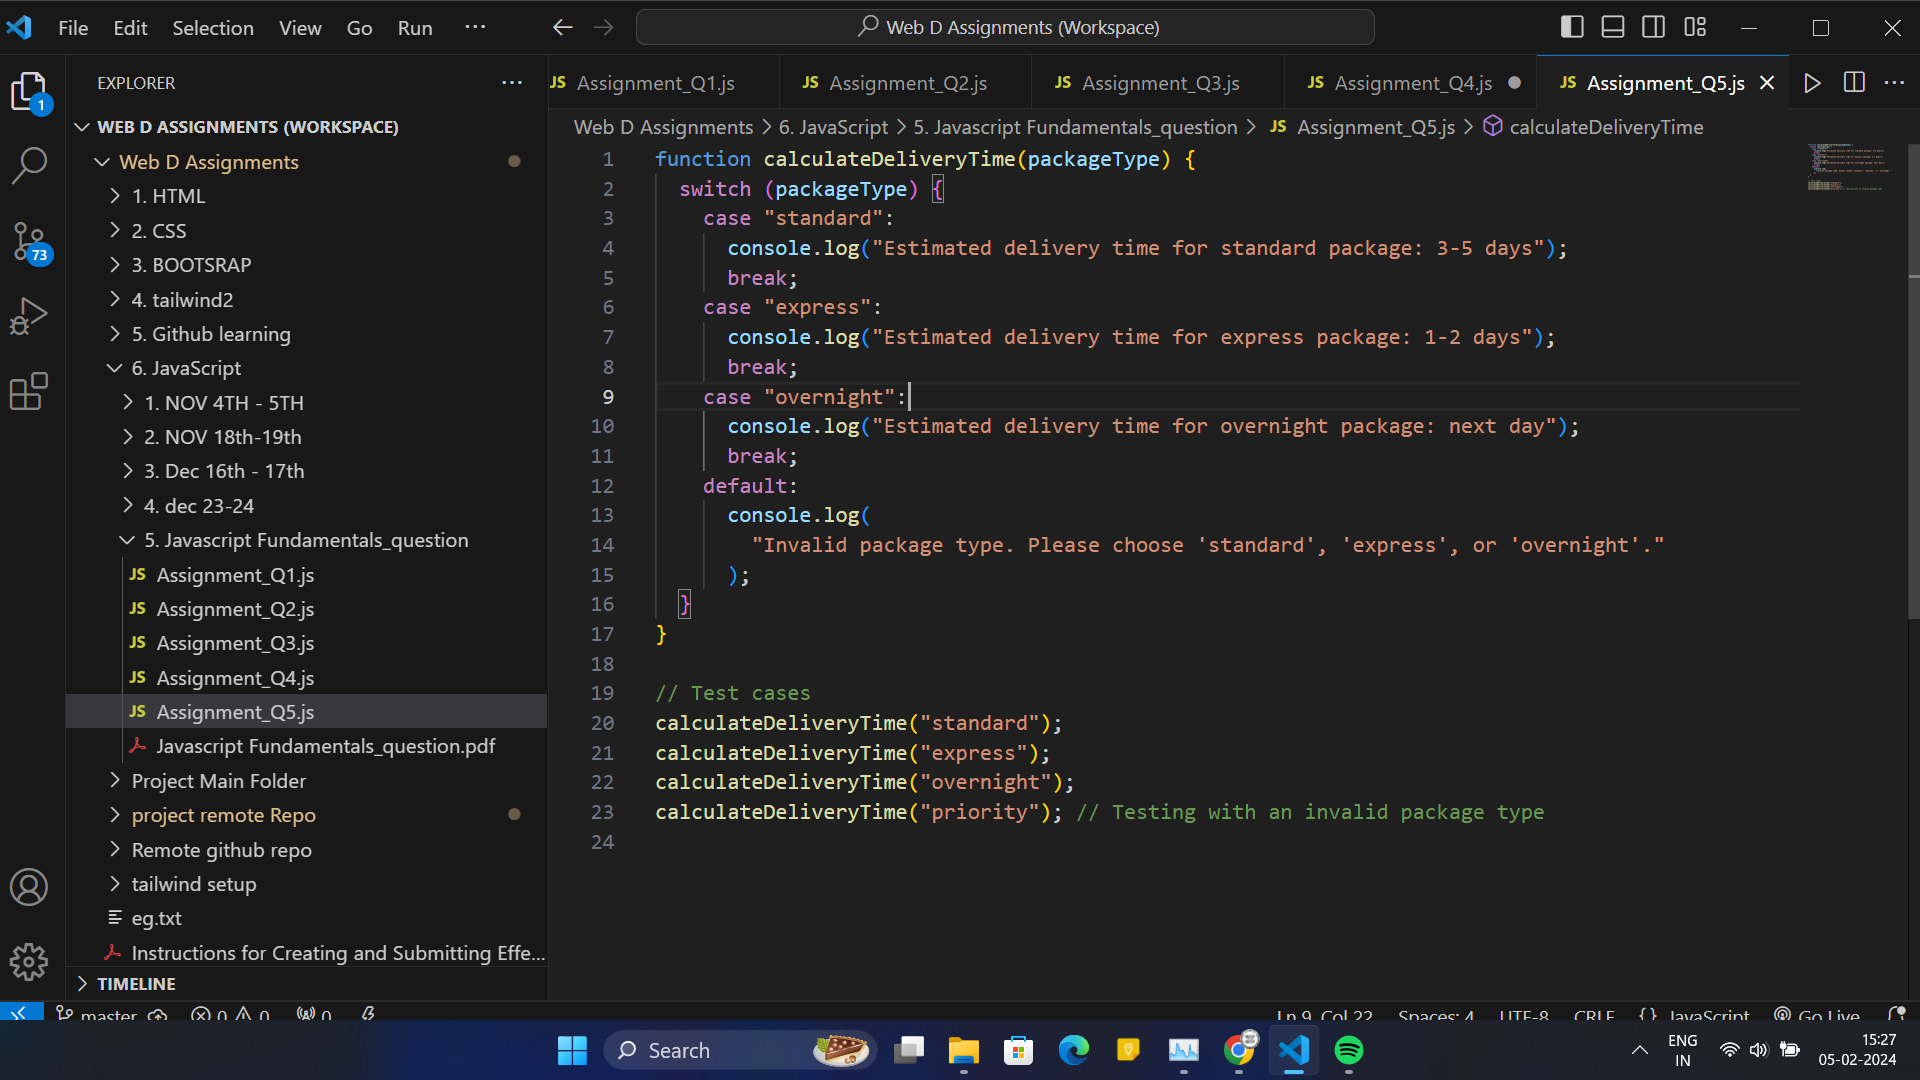 File Edit Selection View Go Run ···
Web D Assignments (Workspace)
EXPLORER
1
73
WEB D ASSIGNMENTS (WORKSPACE)
Web D Assignments
1. HTML
2. CSS
3. BOOTSRAP
4. tailwind2
5. Github learning
6. JavaScript
1. NOV 4TH - 5TH
2. NOV 18th-19th
3. Dec 16th - 17th
4. dec 23-24
5. Javascript Fundamentals_question
JS Assignment_Q1.js
JS Assignment_Q2.js
JS Assignment_Q3.js
JS Assignment_Q4.js
JS Assignment_Q5.js
Javascript Fundamentals_question.pdf
Project Main Folder
project remote Repo
Remote github repo
tailwind setup
eg.txt
Instructions for Creating and Submitting Effe...
TIMELINE
JS Assignment_Q1.js JS Assignment_Q2.js JS Assignment_Q3.js JS Assignment_Q4.js JS Assignment_Q5.js
Web D Assignments > 6. JavaScript > 5. Javascript Fundamentals_question > JS Assignment_Q5.js > calculateDeliveryTime
1 function calculateDeliveryTime(packageType) {
2 switch (packageType) {
3 case "standard":
4 console.log("Estimated delivery time for standard package: 3-5 days");
5 break;
6 case "express":
7 console.log("Estimated delivery time for express package: 1-2 days");
8 break;
9 case "overnight":
10 console.log("Estimated delivery time for overnight package: next day");
11 break;
12 default:
13 console.log(
14 "Invalid package type. Please choose 'standard', 'express', or 'overnight'."
15 );
16 }
17 }
18
19 // Test cases
20 calculateDeliveryTime("standard");
21 calculateDeliveryTime("express");
22 calculateDeliveryTime("overnight");
23 calculateDeliveryTime("priority"); // Testing with an invalid package type
24
master 0 0 0 Ln 9, Col 22 Spaces: 4 UTF-8 CRLF {} JavaScript Go Live
Search
ENG
IN
15:27
05-02-2024